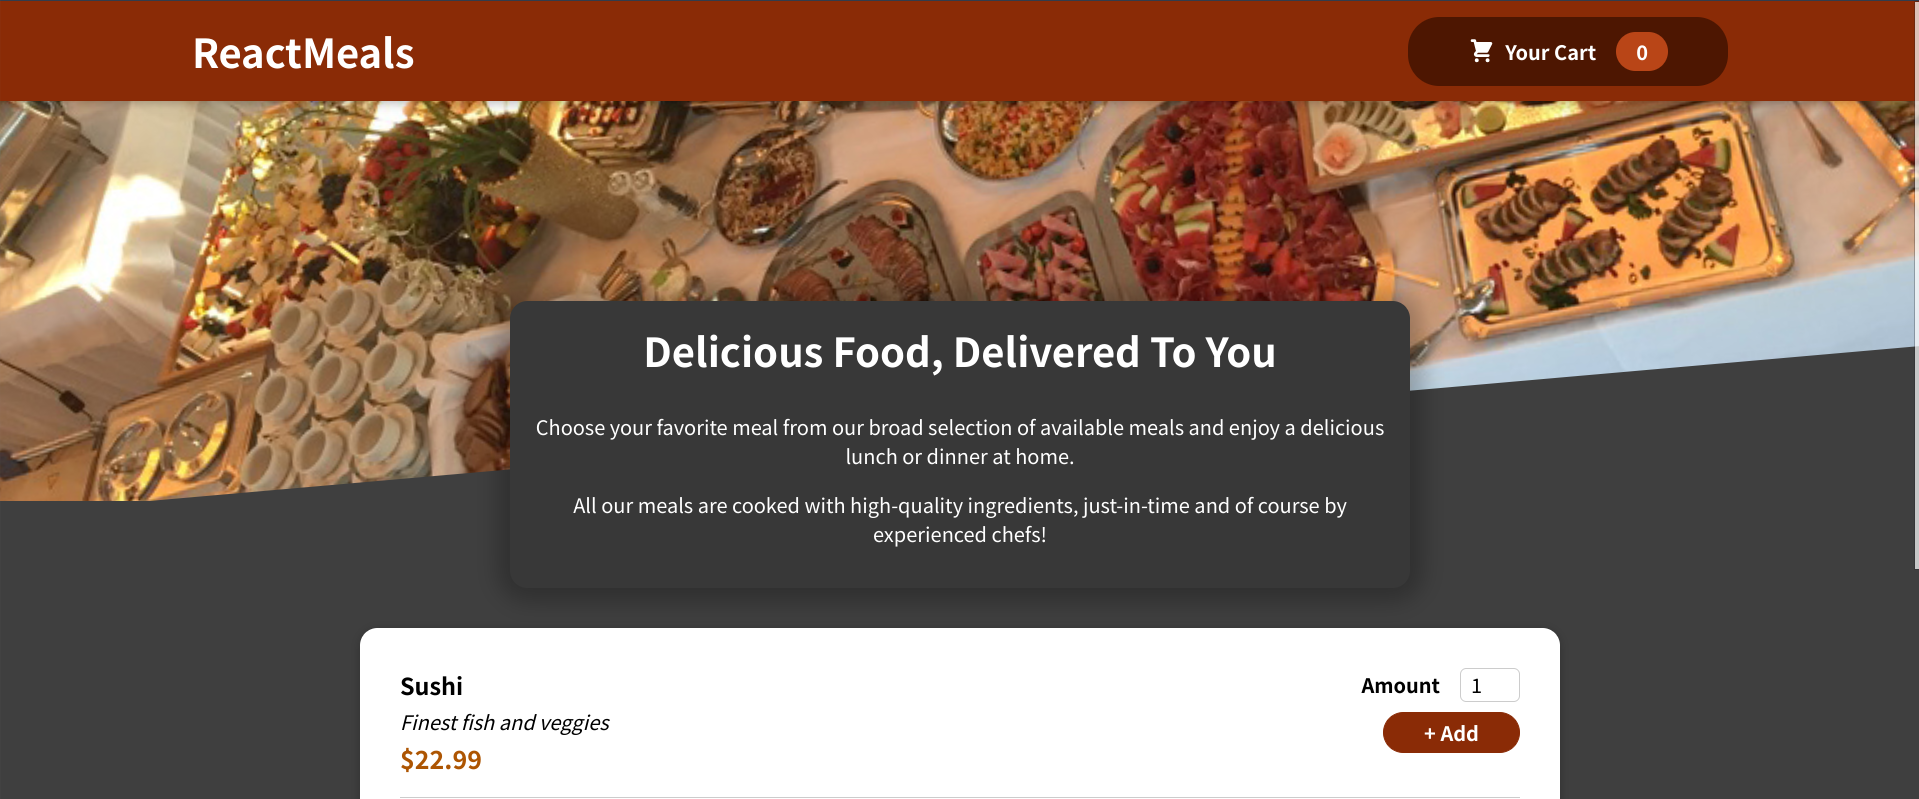 ReactMeals
Your Cart 0
Delicious Food, Delivered To You
Choose your favorite meal from our broad selection of available meals and enjoy a delicious
lunch or dinner at home.
All our meals are cooked with high-quality ingredients, just-in-time and of course by
experienced chefs!
Sushi
Finest fish and veggies
$22.99
Amount 1
+ Add